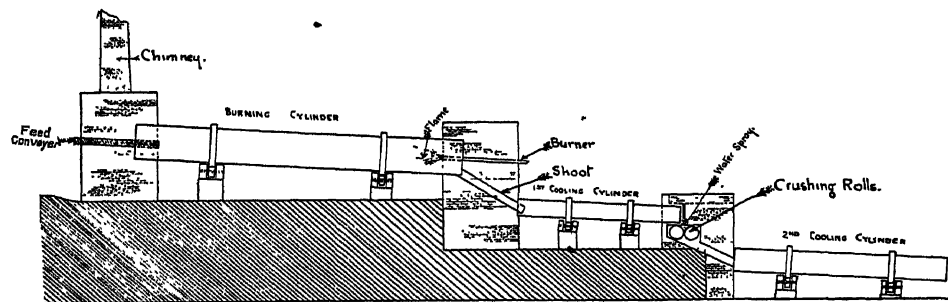 Chimney.
BURNING CYLINDER
Flame
Feed
Conveyer
Burner
Shoot
1ST COOLING CYLINDER
Water Spray.
Crushing Rolls.
2ND COOLING CYLINDER